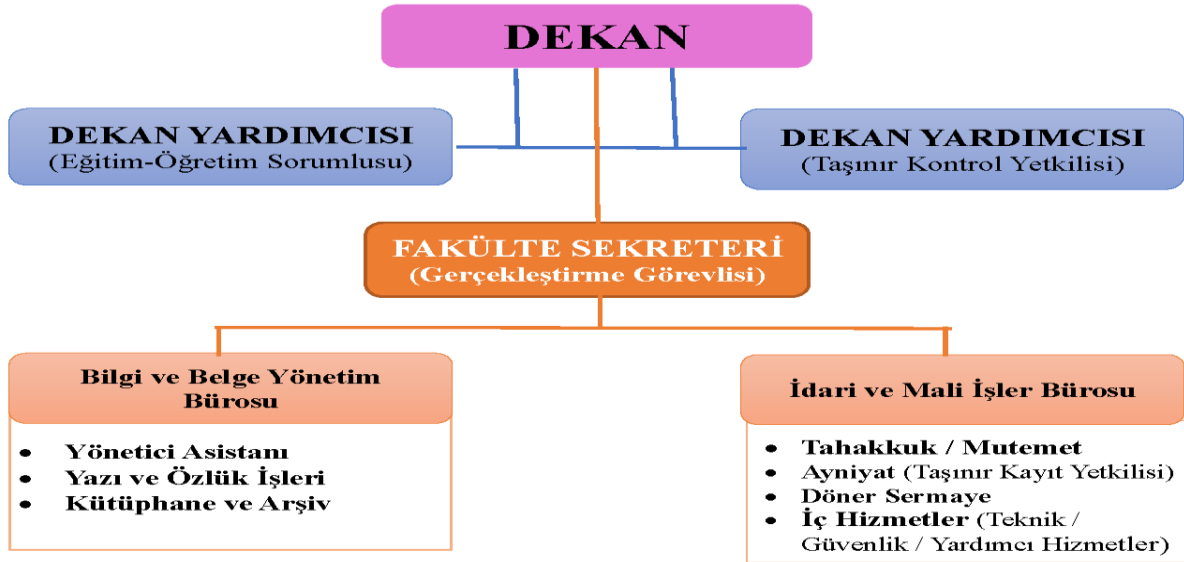 DEKAN
DEKAN YARDIMCISI
(Eğitim-Öğretim Sorumlusu)
DEKAN YARDIMCISI
(Taşınır Kontrol Yetkilisi)
FAKÜLTE SEKRETERİ
(Gerçekleştirme Görevlisi)
Bilgi ve Belge Yönetim
Bürosu
• Yönetici Asistanı
• Yazı ve Özlük İşleri
• Kütüphane ve Arşiv
İdari ve Mali İşler Bürosu
• Tahakkuk / Mutemet
• Ayniyat (Taşınır Kayıt Yetkilisi)
• Döner Sermaye
• İç Hizmetler (Teknik /
Güvenlik / Yardımcı Hizmetler)